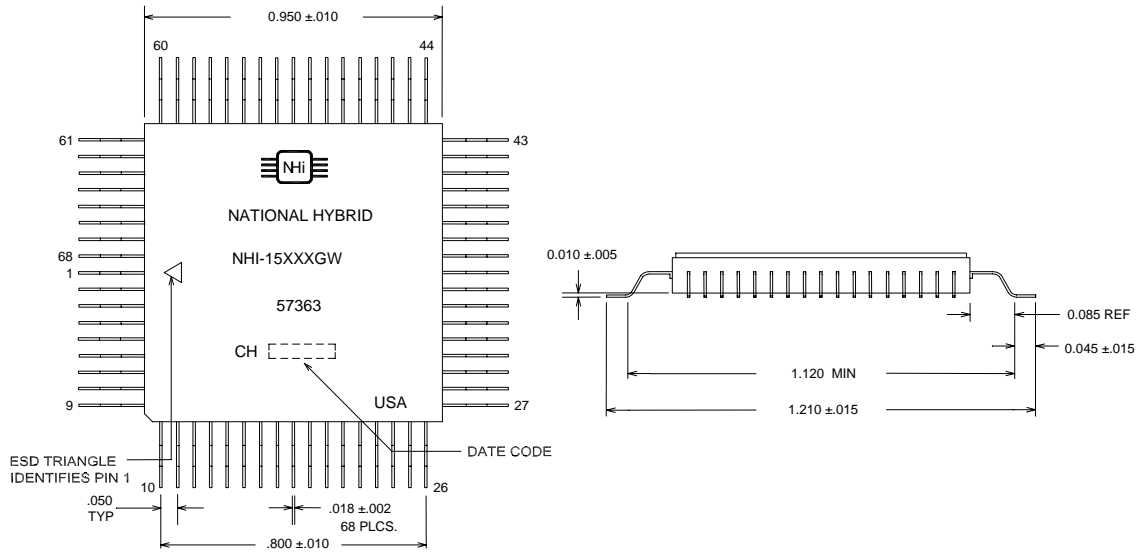 0.950 ±.010
60
44
61
43
NHi
NATIONAL HYBRID
68
NHI-15XXXGW
1
57363
CH
9
USA
27
ESD TRIANGLE
IDENTIFIES PIN 1
DATE CODE
10
26
.050
TYP
.018 ±.002
68 PLCS.
.800 ±.010
0.010 ±.005
0.085 REF
0.045 ±.015
1.120 MIN
1.210 ±.015